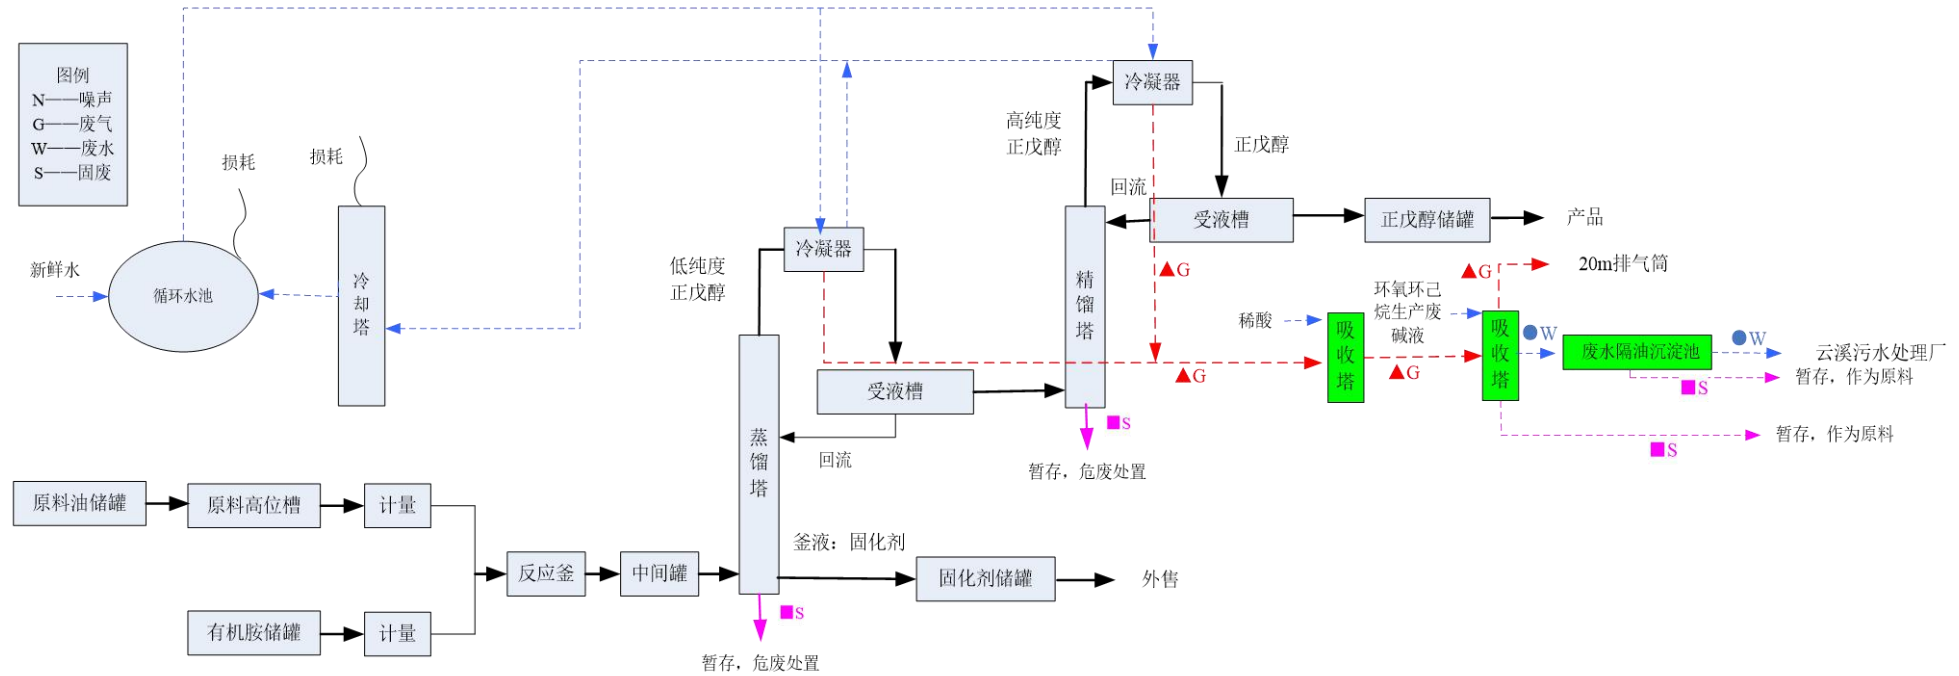 图例
N——噪声
G——废气
W——废水
S——固废
损耗
损耗
新鲜水
循环水池
冷却塔
冷凝器
高纯度
正戊醇
正戊醇
回流
受液槽
正戊醇储罐
产品
冷凝器
低纯度
正戊醇
精馏塔
▲G
▲G
20m排气筒
稀酸
吸收塔
环氧环己
烷生产废
碱液
吸收塔
●W
废水隔油沉淀池
●W
云溪污水处理厂
暂存，作为原料
■S
▲G
▲G
受液槽
■S
暂存，作为原料
■S
暂存，危废处置
蒸馏塔
回流
原料油储罐
原料高位槽
计量
釜液：固化剂
反应釜
中间罐
固化剂储罐
外售
有机胺储罐
计量
■S
暂存，危废处置